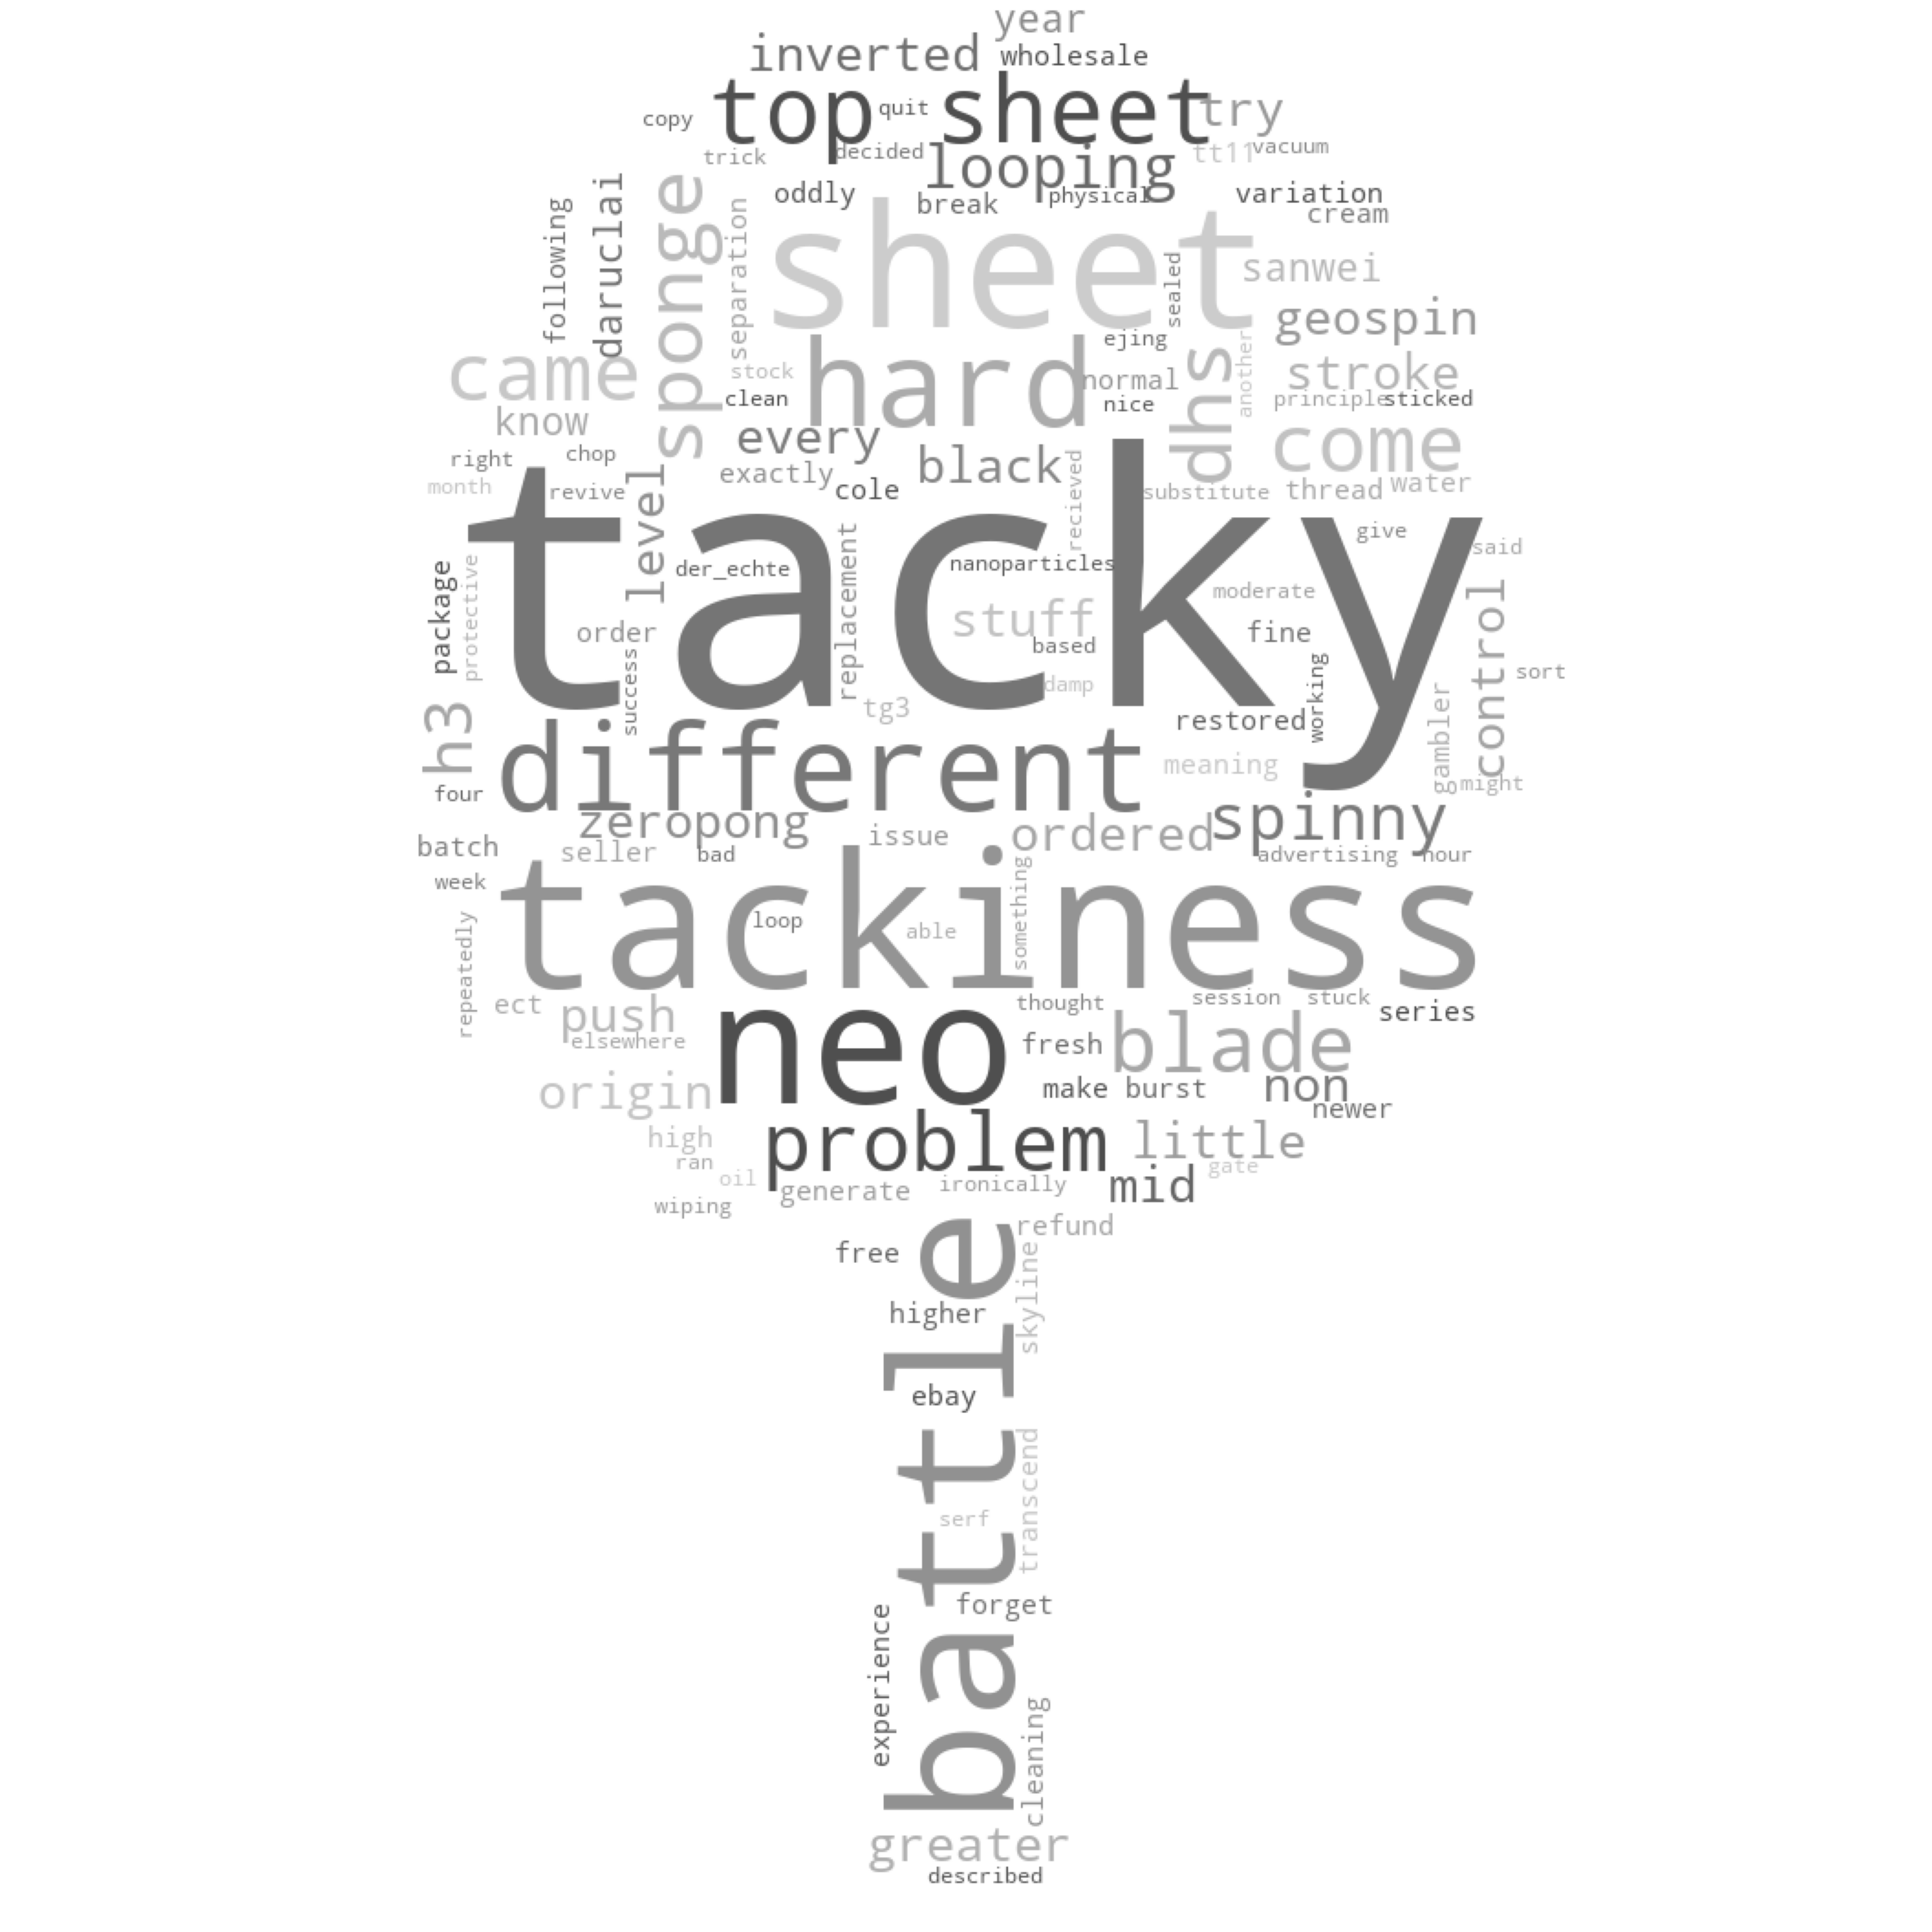 year
inverted wholesale
top sheet quit try
copy
trick decided looping tt11 vacuum
oddly break physical variation
cream
following
daruclai
sponge
separation
sheet
sealed
sanwei
geospin
ejing
came stock hard normal dhs another stroke
clean nice principle sticked
know every black come
right chop exactly recieved
month revive level cole substitute thread water
tacky
give
said
package
protective
der_echte
replacement
nanoparticles
moderate
stuff
order based fine
control
sort
success
damp
working
h3
tg3
restored
gambler
different meaning might
four
zeropong issue ordered spinny
batch seller bad advertising hour
week
tackiness
repeatedly
loop able
something
ect push thought session stuck series
elsewhere
neo fresh blade
origin make burst non
newer
high problem little
ran gate
oil generate ironically mid
wiping
refund
free
battle
skyline
higher
ebay
transcend
serf
forget
experience
cleaning
greater
described